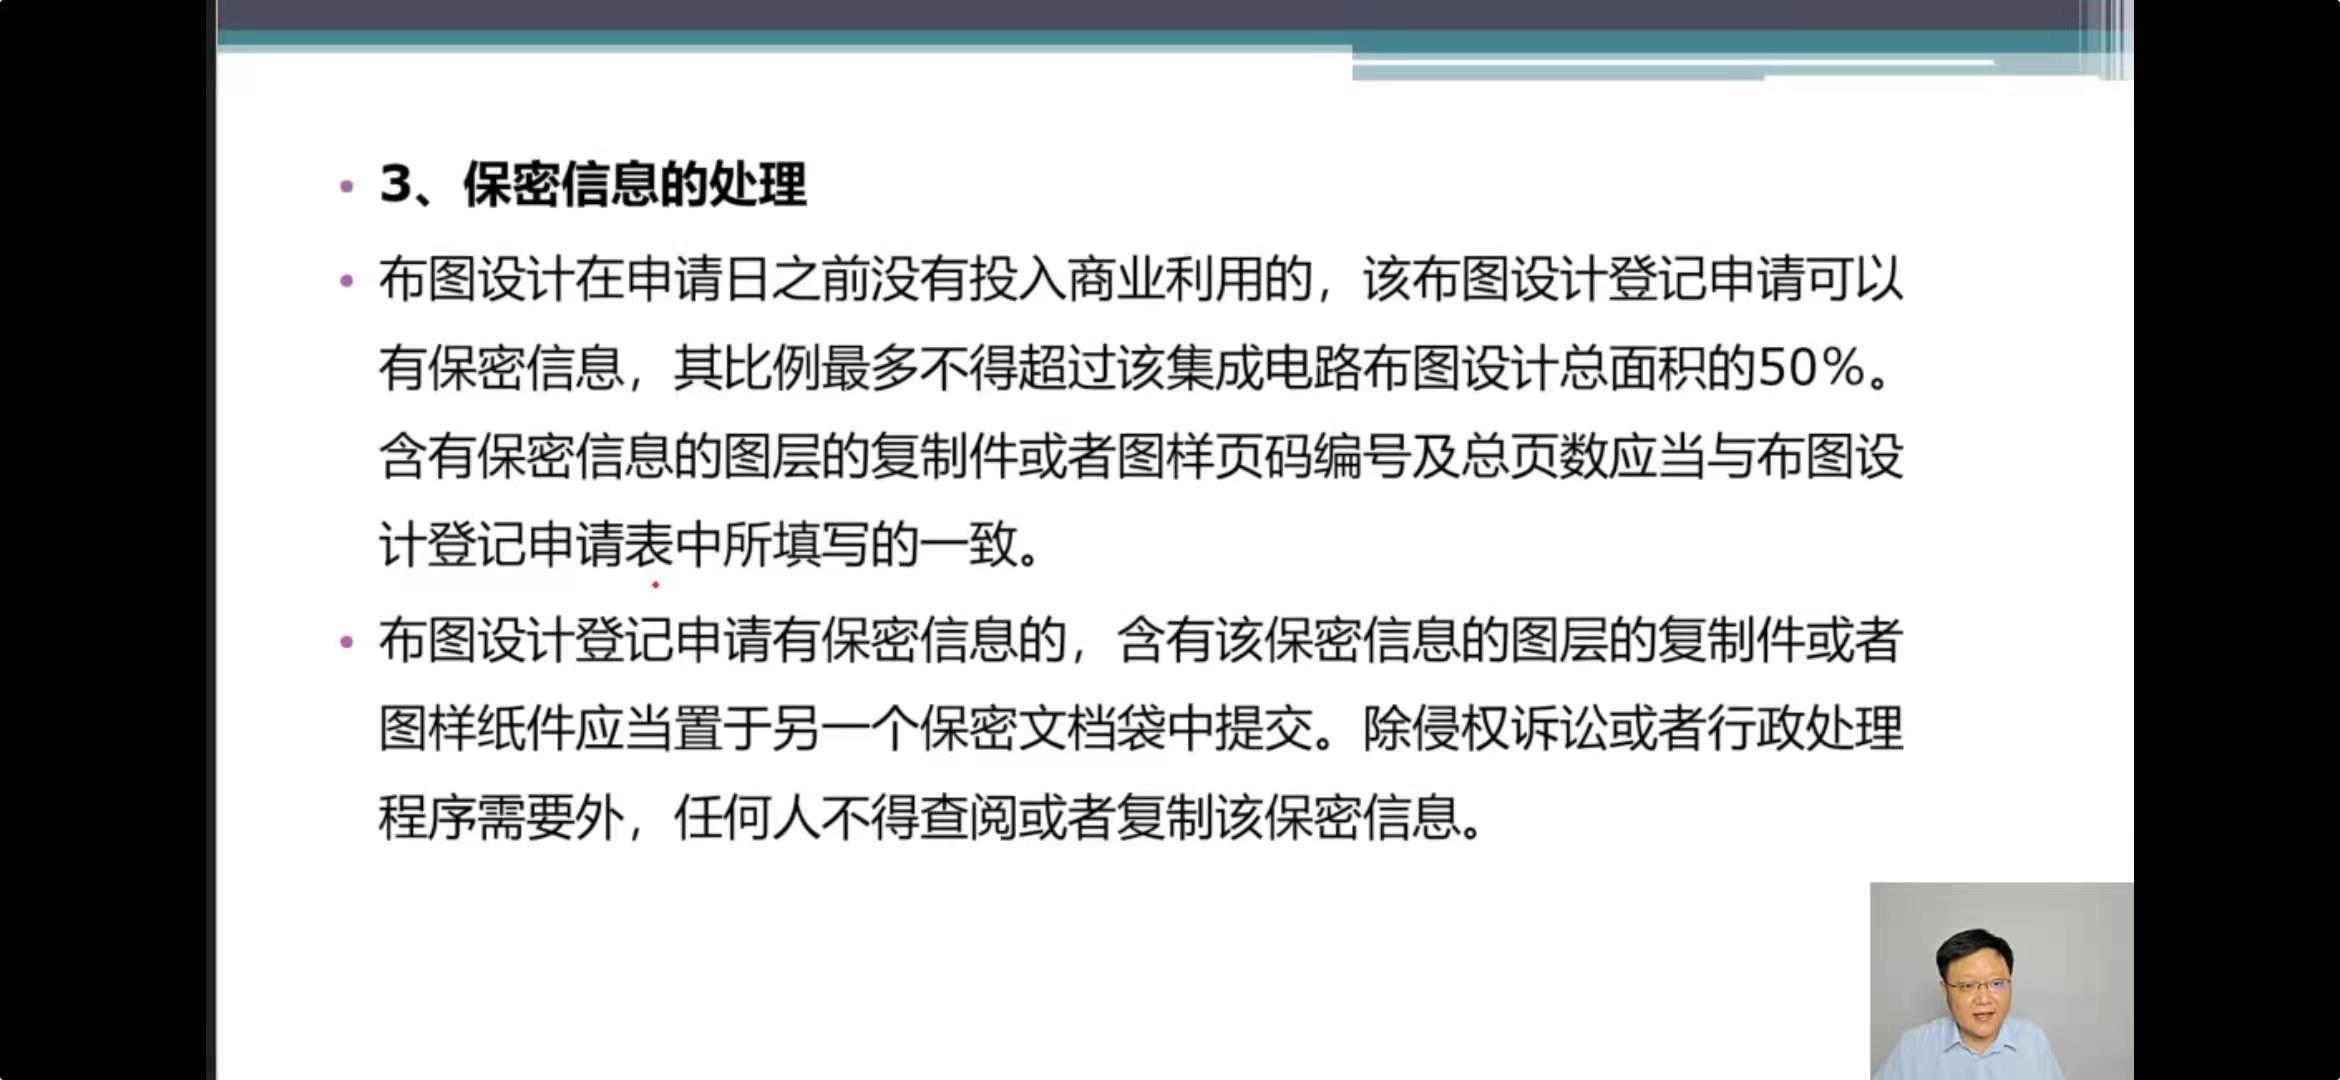 3、保密信息的处理
布图设计在申请日之前没有投入商业利用的，该布图设计登记申请可以
有保密信息，其比例最多不得超过该集成电路布图设计总面积的50%。
含有保密信息的图层的复制件或者图样页码编号及总页数应当与布图设
计登记申请表中所填写的一致。
布图设计登记申请有保密信息的，含有该保密信息的图层的复制件或者
图样纸件应当置于另一个保密文档袋中提交。除侵权诉讼或者行政处理
程序需要外，任何人不得查阅或者复制该保密信息。